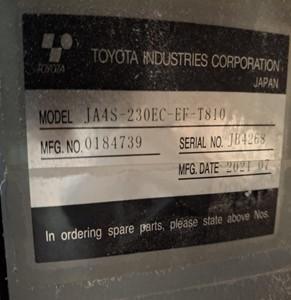 TOYOTA
TOYOTA INDUSTRIES CORPORATION
JAPAN
MODEL JA4S-230EC-EF-T810
MFG. NO. 0184739 SERIAL NO. JB4268
MFG. DATE 2021 07
In ordering spare parts, please state above Nos.